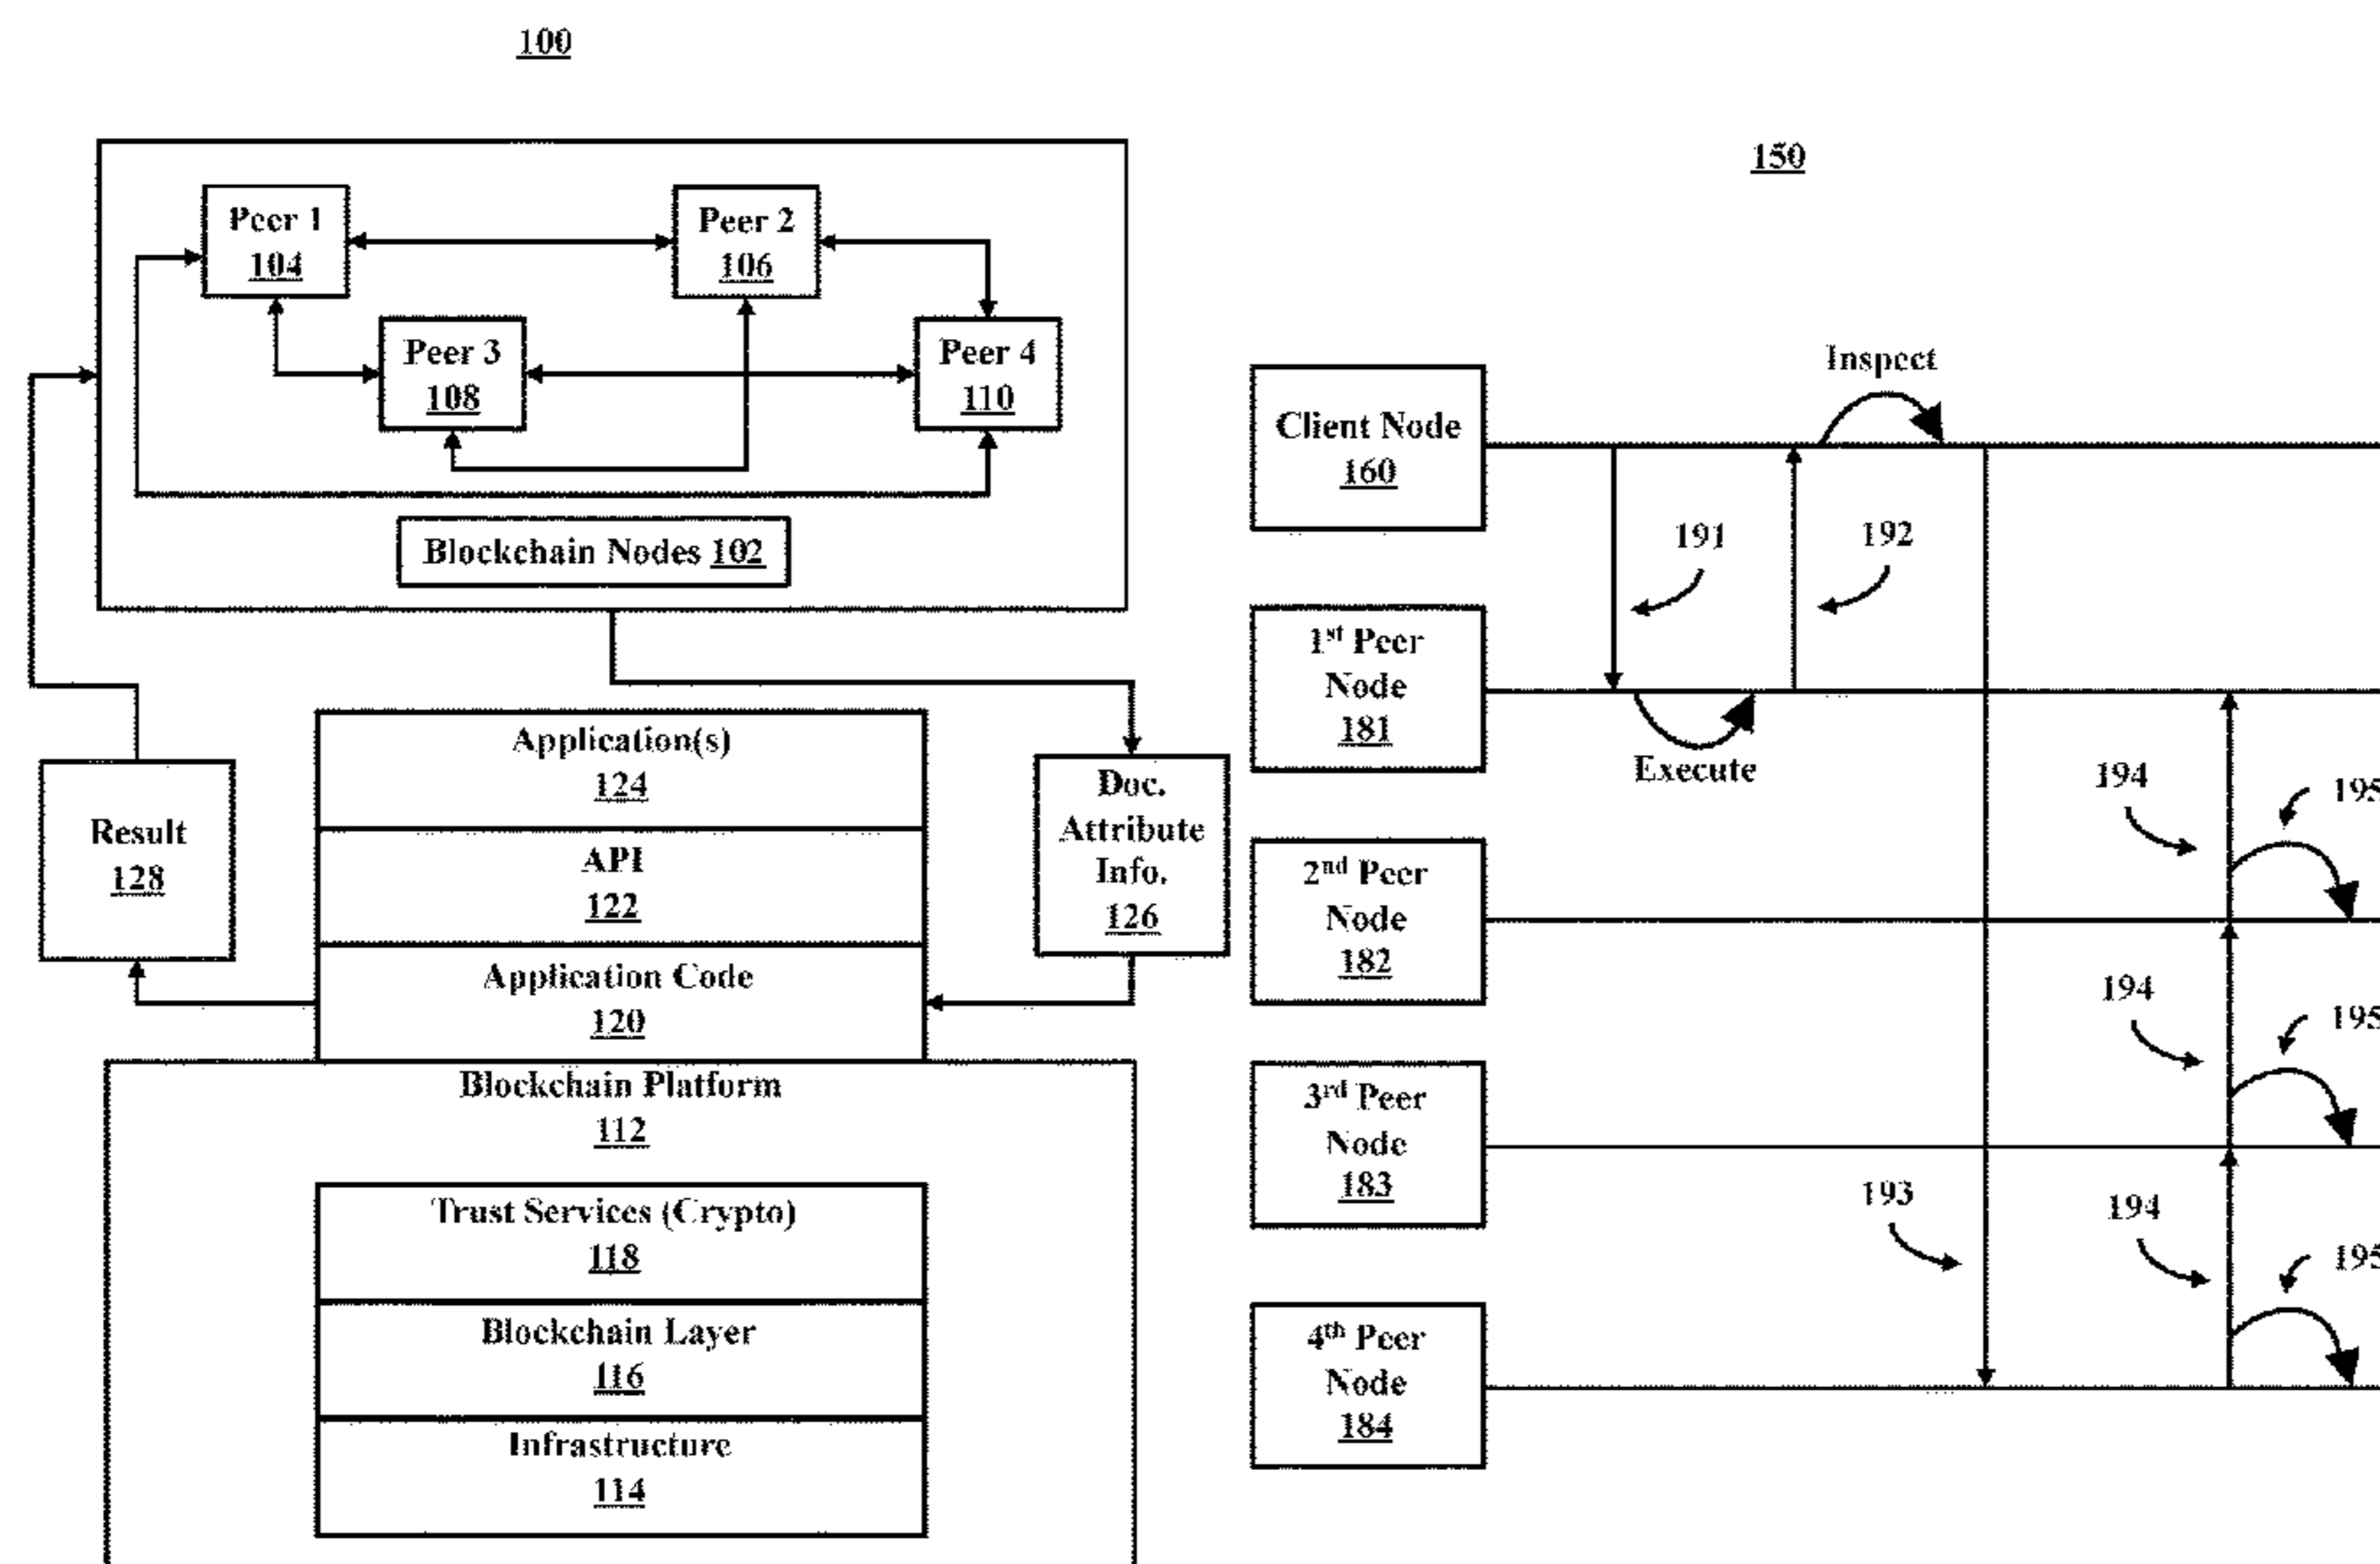 100
Peer 1
104
Peer 2
106
Peer 3
108
Peer 4
110
Blockchain Nodes 102
Result
128
Application(s)
124
API
122
Application Code
120
Doc.
Attribute
Info.
126
Blockchain Platform
112
Trust Services (Crypto)
118
Blockchain Layer
116
Infrastructure
114
150
Client Node
160
Inspect
191
192
1st Peer
Node
181
Execute
194
195
2nd Peer
Node
182
194
195
3rd Peer
Node
183
193
194
195
4th Peer
Node
184